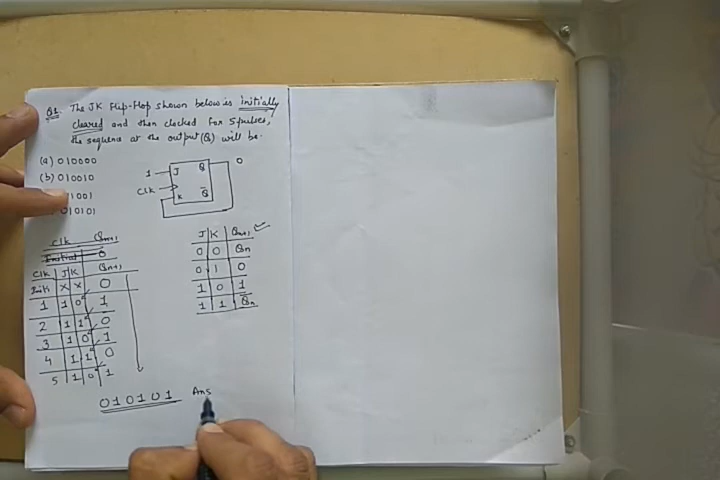 Q1. The JK Flip-Flop shown below is initially
cleared and then clocked for 5 pulses,
the sequence at the output (Q) will be-
(a) 010000
(b) 010010
1001
010101
1 J Q 0
Clk
K Q̅
Clk Qn+1
Initial 0
Clk J K Qn+1
Initi X X 0
1 1 0 1
2 1 1 0
3 1 0 1
4 1 1 0
5 1 0 1
J K Qn+1
0 0 Qn
0 1 0
1 0 1
1 1 Q̅n
010101 Ans